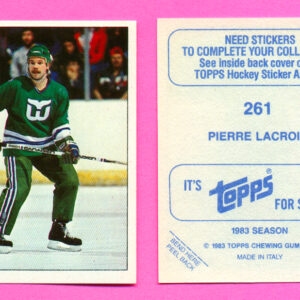 NEED STICKERS
TO COMPLETE YOUR COLL
See inside back cover o
TOPPS Hockey Sticker A
261
PIERRE LACROI
IT'S
topps
FOR S
1983 SEASON
BEND HERE
PEEL BACK
© 1983 TOPPS CHEWING GUM
MADE IN ITALY